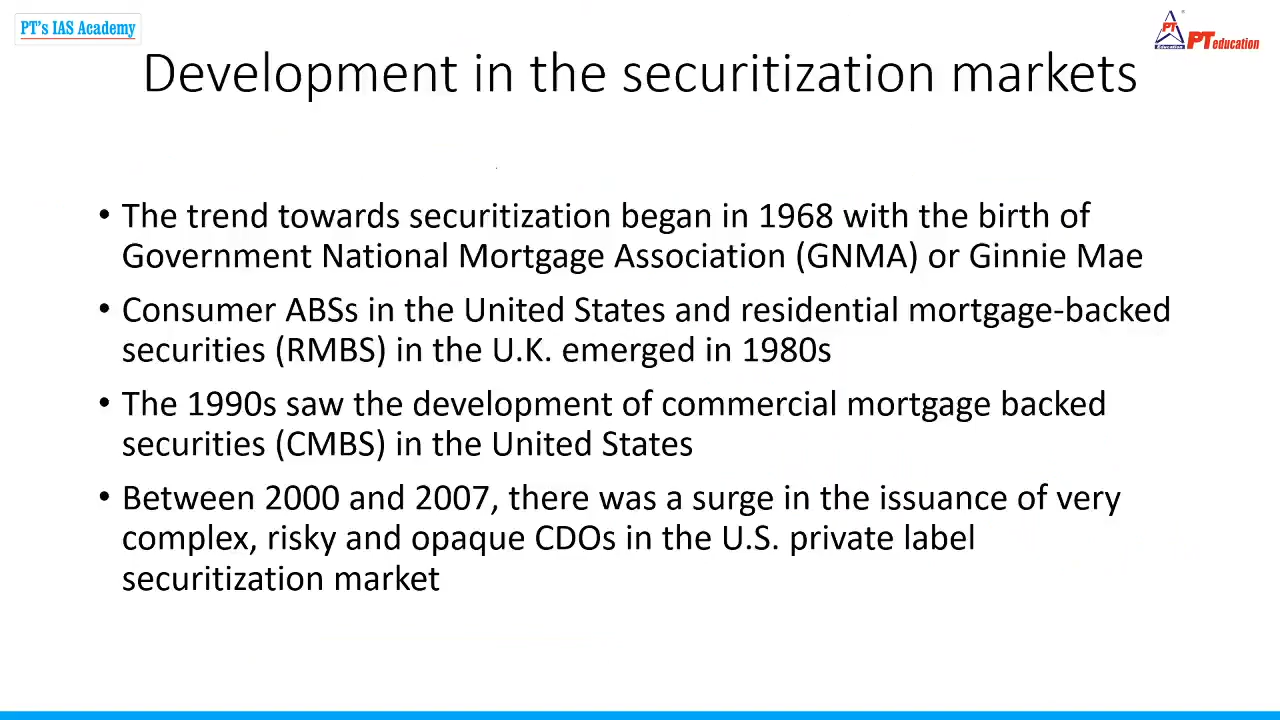 PT's IAS Academy
PT
Education
PT education
Development in the securitization markets
• The trend towards securitization began in 1968 with the birth of
Government National Mortgage Association (GNMA) or Ginnie Mae
• Consumer ABSs in the United States and residential mortgage-backed
securities (RMBS) in the U.K. emerged in 1980s
• The 1990s saw the development of commercial mortgage backed
securities (CMBS) in the United States
• Between 2000 and 2007, there was a surge in the issuance of very
complex, risky and opaque CDOs in the U.S. private label
securitization market